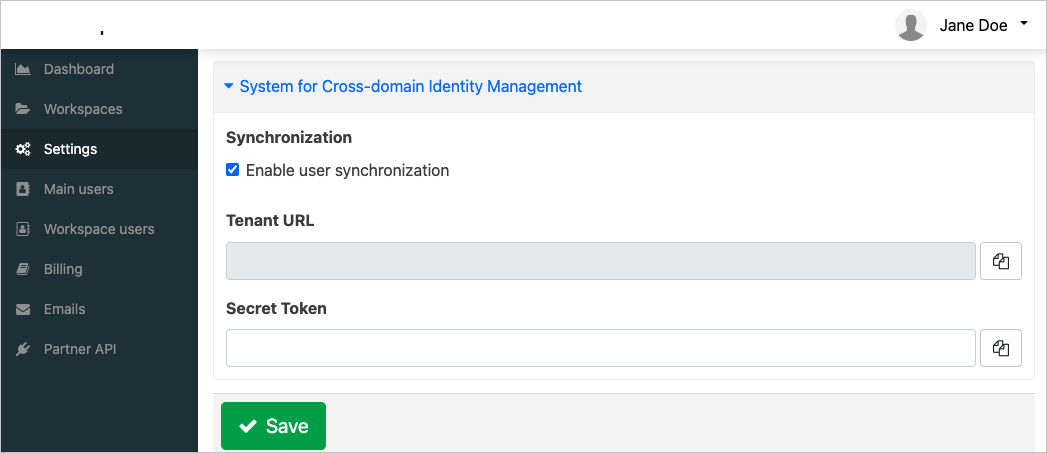 Jane Doe
Dashboard
Workspaces
Settings
Main users
Workspace users
Billing
Emails
Partner API
System for Cross-domain Identity Management
Synchronization
Enable user synchronization
Tenant URL
Secret Token
Save